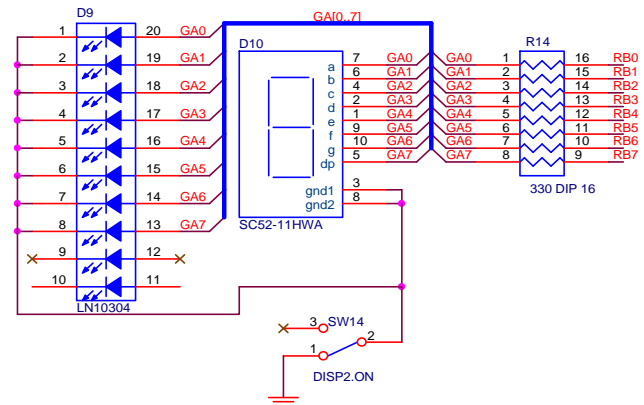 D9
GA[0..7]
D10
R14
1 20 GA0
2 19 GA1
3 18 GA2
4 17 GA3
5 16 GA4
6 15 GA5
7 14 GA6
8 13 GA7
9 12
10 11
LN10304
a 7 GA0
b 6 GA1
c 4 GA2
d 2 GA3
e 1 GA4
f 9 GA5
g 10 GA6
dp 5 GA7
gnd1 3
gnd2 8
SC52-11HWA
GA0 1 16 RB0
GA1 2 15 RB1
GA2 3 14 RB2
GA3 4 13 RB3
GA4 5 12 RB4
GA5 6 11 RB5
GA6 7 10 RB6
GA7 8 9 RB7
330 DIP 16
3 SW14
2
1
DISP2.ON